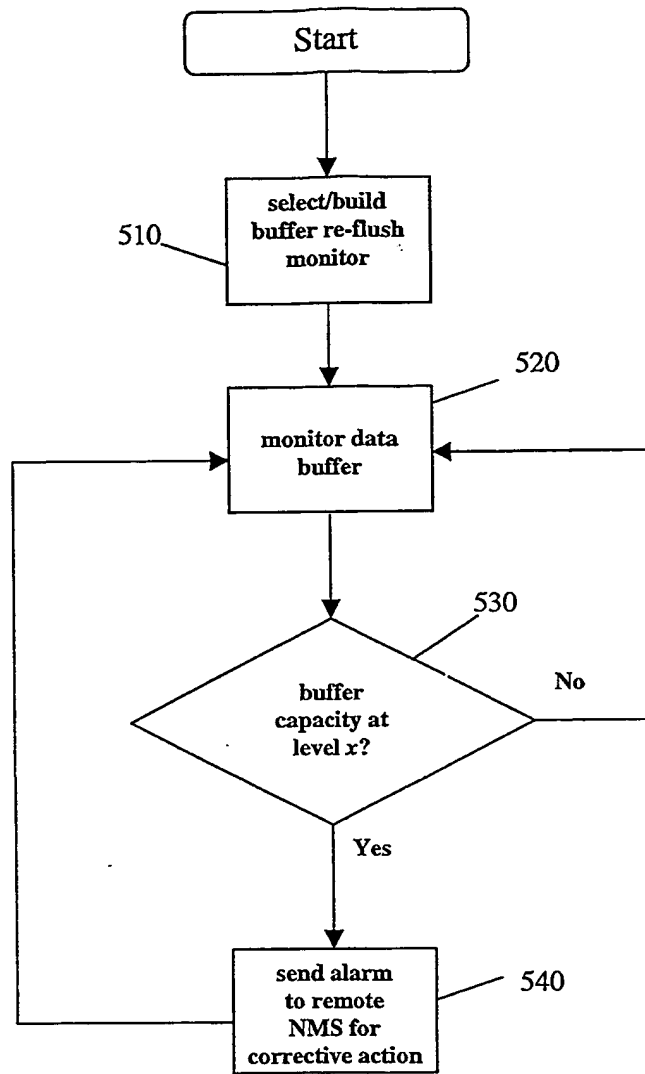 Start
select/build
buffer re-flush
monitor
510
520
monitor data
buffer
530
buffer
capacity at
level x?
No
Yes
send alarm
to remote
NMS for
corrective action
540